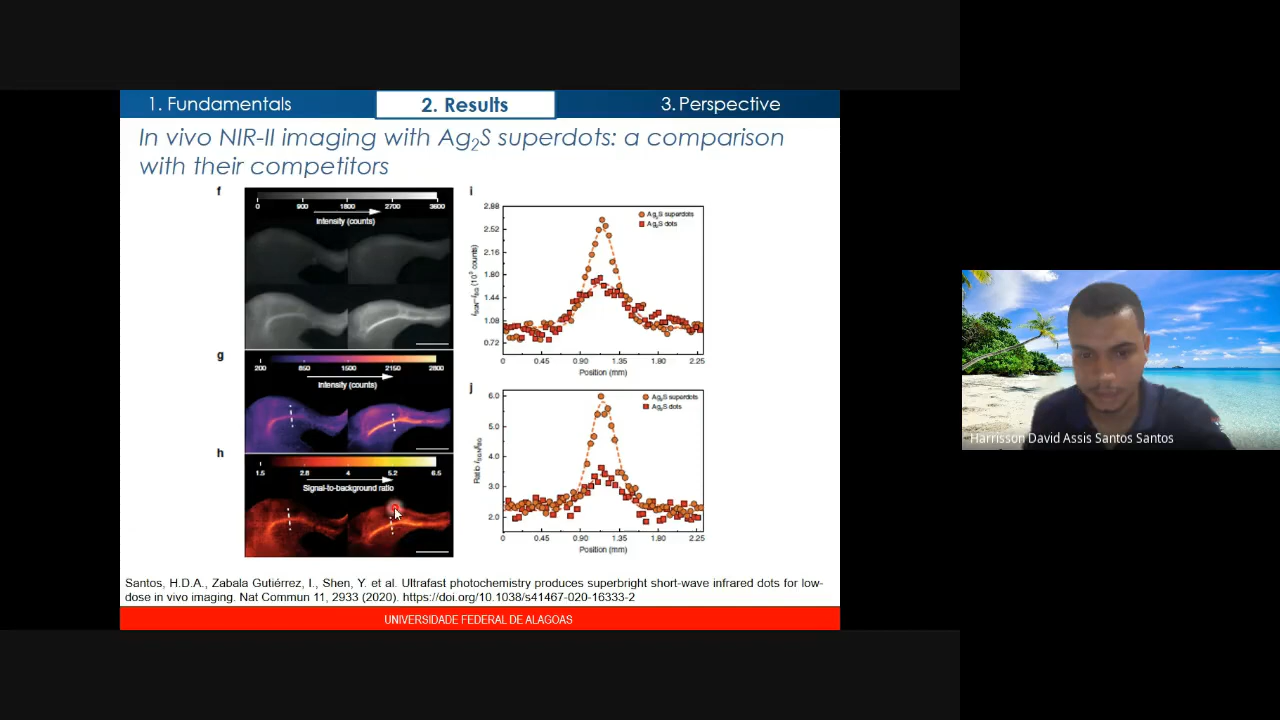 1. Fundamentals
2. Results
3. Perspective
In vivo NIR-II imaging with Ag2S superdots: a comparison
with their competitors
f
0 900 1800 2700 3600
Intensity (counts)
g
200 850 1500 2150 2800
Intensity (counts)
h
1.5 2.8 4 5.2 6.5
Signal-to-background ratio
i
2.88
2.52
2.16
1.80
1.44
1.08
0.72
Ag2S superdots
Ag2S dots
0 0.45 0.90 1.35 1.80 2.25
Position (mm)
j
6.0
5.0
4.0
3.0
2.0
Ag2S superdots
Ag2S dots
0 0.45 0.90 1.35 1.80 2.25
Position (mm)
Santos, H.D.A., Zabala Gutiérrez, I., Shen, Y. et al. Ultrafast photochemistry produces superbright short-wave infrared dots for low-
dose in vivo imaging. Nat Commun 11, 2933 (2020). https://doi.org/10.1038/s41467-020-16333-2
UNIVERSIDADE FEDERAL DE ALAGOAS
Harrisson David Assis Santos Santos